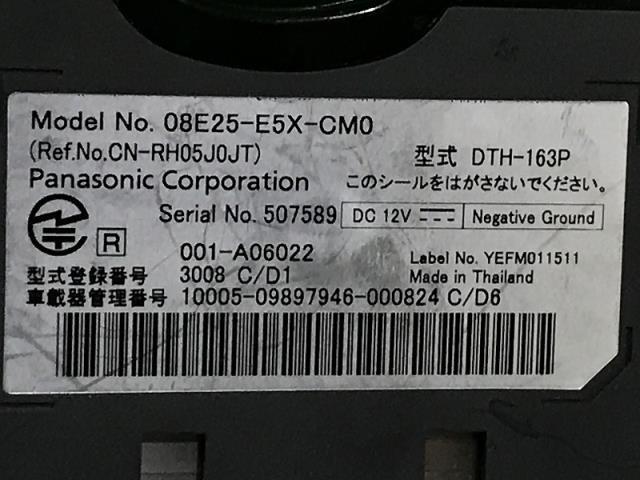 Model No. 08E25-E5X-CM0
(Ref.No.CN-RH05J0JT)
型式 DTH-163P
Panasonic Corporation
このシールをはがさないでください。
Serial No. 507589
DC 12V
Negative Ground
R
001-A06022
Label No. YEFM011511
型式登録番号 3008 C/D1
Made in Thailand
車載器管理番号 10005-09897946-000824 C/D6